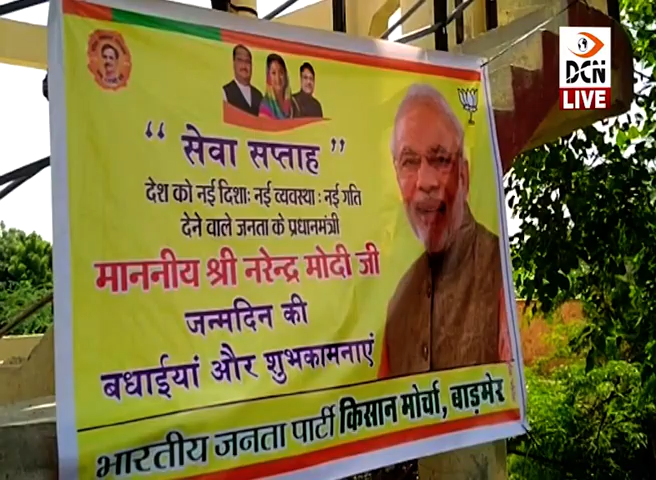 DCN
LIVE
“ सेवा सप्ताह ”
देश को नई दिशाः नई व्यवस्था : नई गति
देने वाले जनता के प्रधानमंत्री
माननीय श्री नरेन्द्र मोदी जी
जन्मदिन की
बधाईयां और शुभकामनाएं
भारतीय जनता पार्टी किसान मोर्चा, बाड़मेर